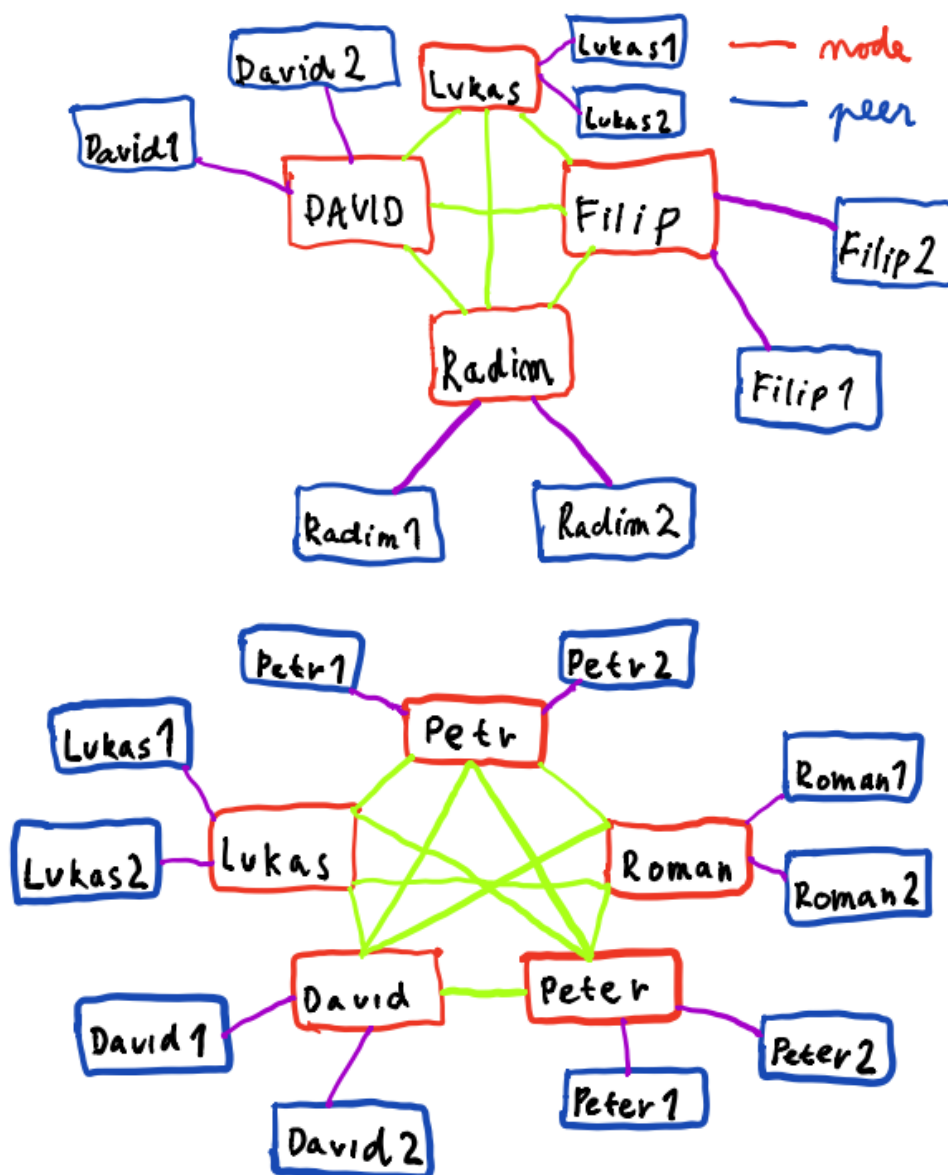 Lukas1
node
David2
Lukas
peer
Lukas2
David1
DAVID
Filip
Filip2
Radim
Filip1
Radim1
Radim2
Petr1
Petr2
Petr
Lukas1
Roman1
Lukas
Roman
Lukas2
Roman2
David
Peter
David1
Peter2
Peter1
David2